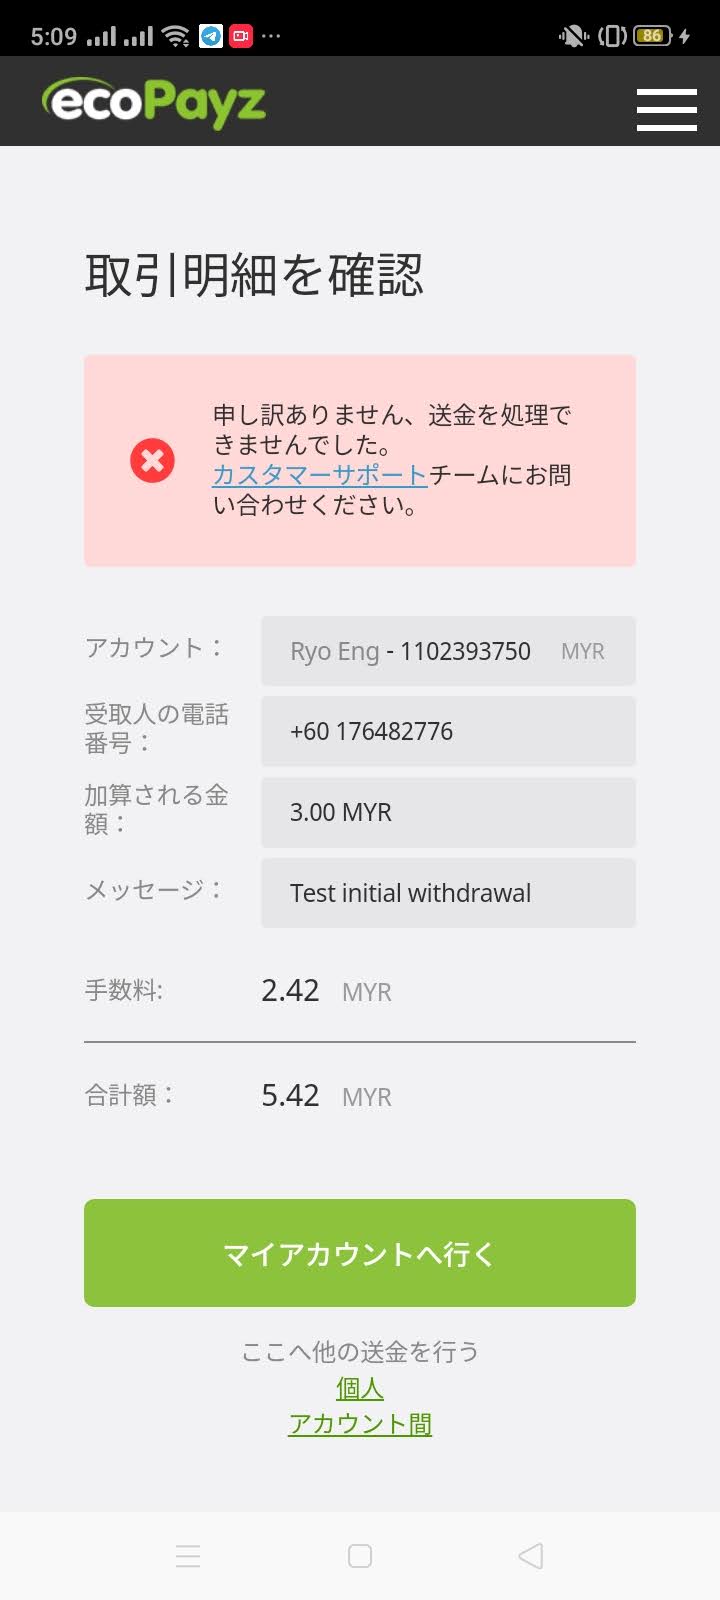 5:09
86
ecoPayz
取引明細を確認
申し訳ありません、送金を処理で
きませんでした。
カスタマーサポートチームにお問
い合わせください。
アカウント：
Ryo Eng - 1102393750 MYR
受取人の電話
番号：
+60 176482776
加算される金
額：
3.00 MYR
メッセージ：
Test initial withdrawal
手数料:
2.42 MYR
合計額：
5.42 MYR
マイアカウントへ行く
ここへ他の送金を行う
個人
アカウント間